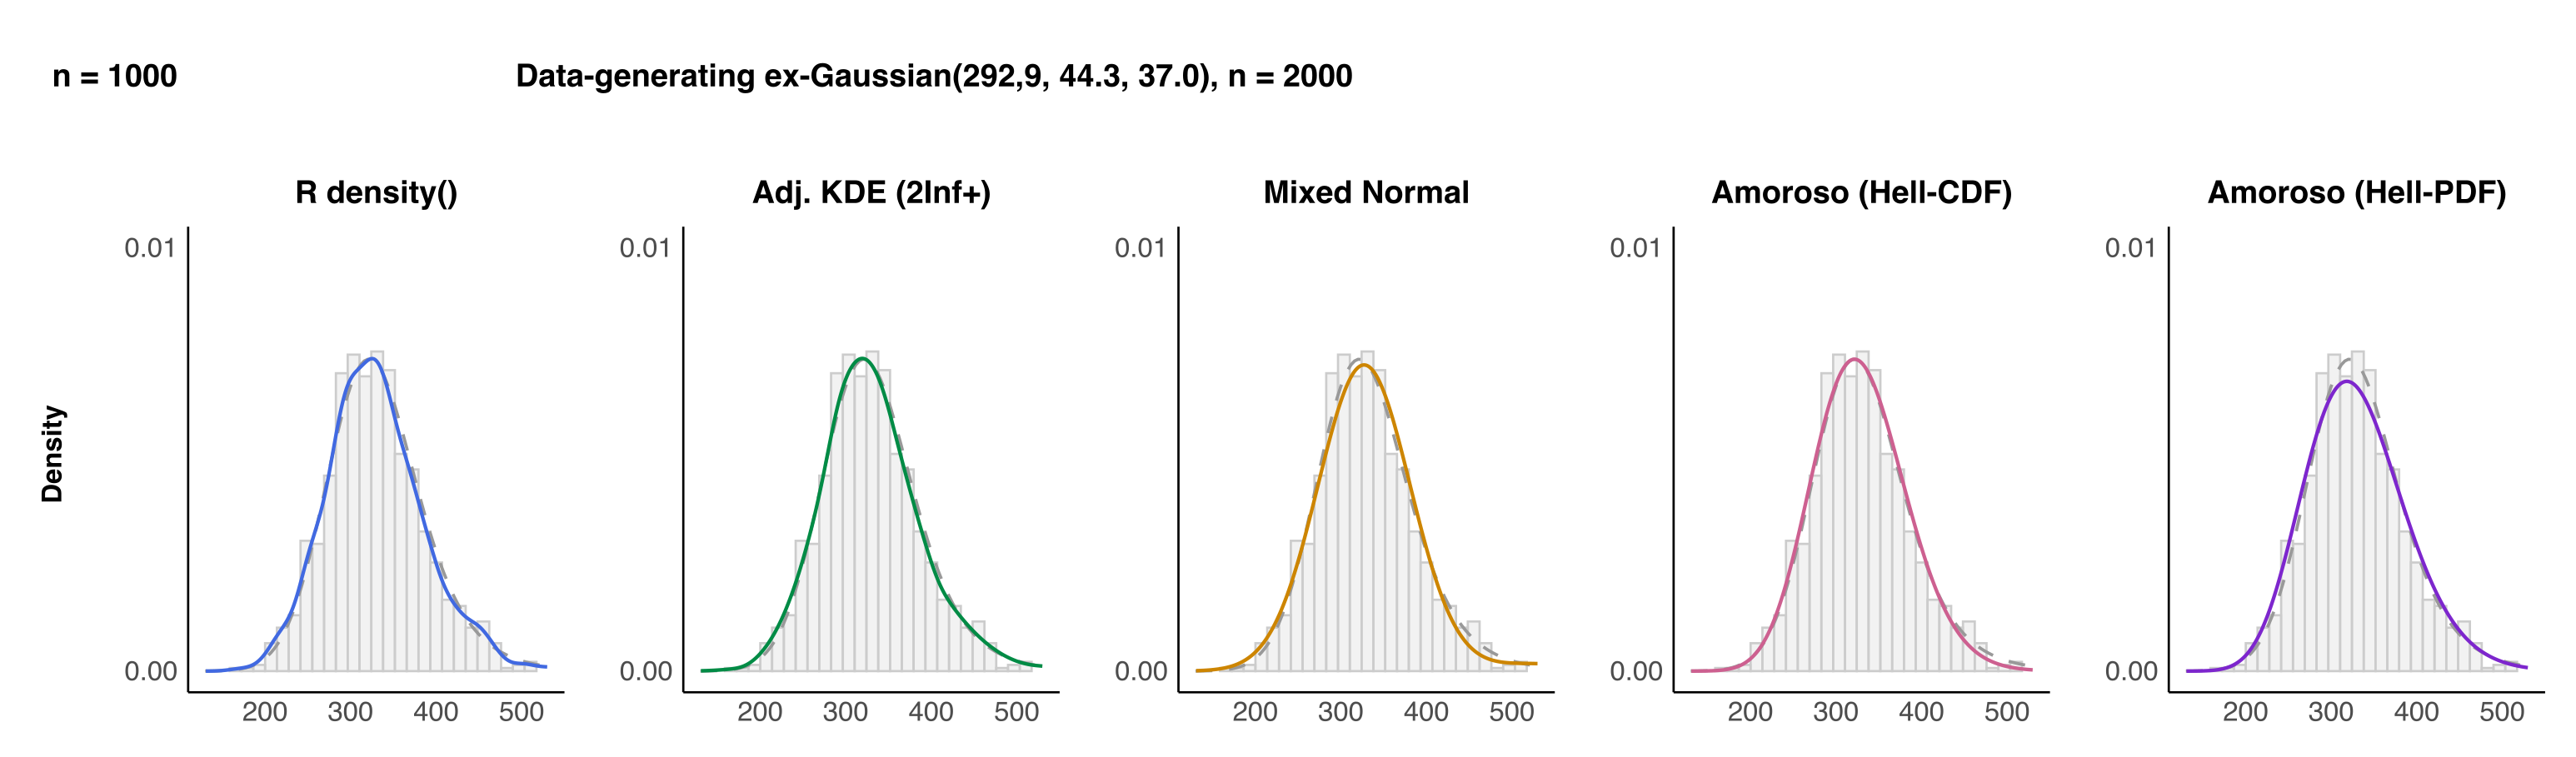 n = 1000
Data-generating ex-Gaussian(292,9, 44.3, 37.0), n = 2000
R density()
Adj. KDE (2Inf+)
Mixed Normal
Amoroso (Hell-CDF)
Amoroso (Hell-PDF)
Density
0.01
0.00
200 300 400 500
0.01
0.00
200 300 400 500
0.01
0.00
200 300 400 500
0.01
0.00
200 300 400 500
0.01
0.00
200 300 400 500